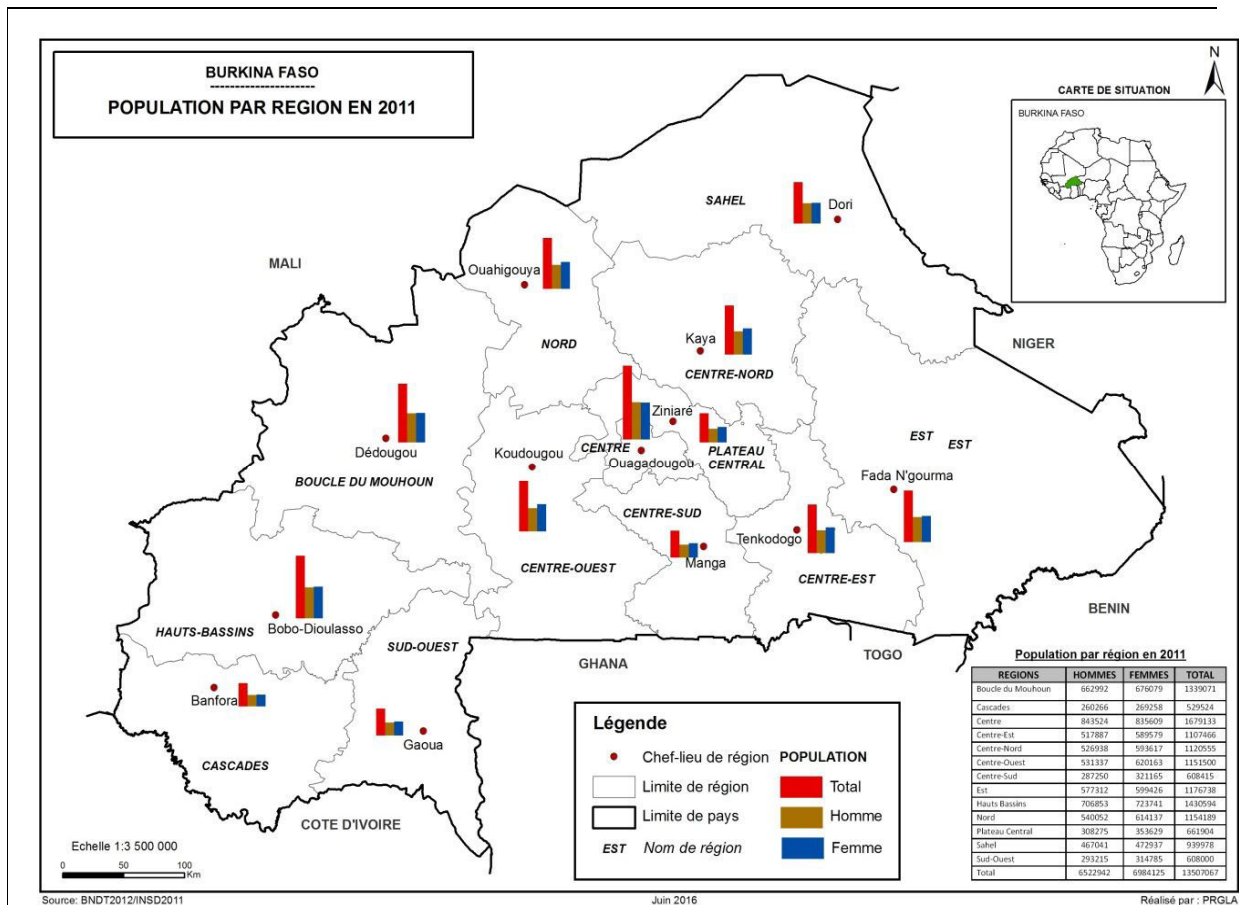 BURKINA FASO
----------------------
POPULATION PAR REGION EN 2011
N
CARTE DE SITUATION
BURKINA FASO
SAHEL
Dori
MALI
Ouahigouya
NORD
Kaya
CENTRE-NORD
NIGER
Ziniaré
CENTRE
Ouagadougou
PLATEAU
CENTRAL
EST
EST
Dédougou
BOUCLE DU MOUHOUN
Koudougou
Fada N'gourma
CENTRE-SUD
Tenkodogo
Manga
CENTRE-OUEST
CENTRE-EST
BENIN
HAUTS-BASSINS
Bobo-Dioulasso
SUD-OUEST
GHANA
TOGO
Banfora
Gaoua
CASCADES
COTE D'IVOIRE
Légende
Chef-lieu de région POPULATION
Limite de région Total
Limite de pays Homme
EST Nom de région Femme
Population par région en 2011
REGIONS HOMMES FEMMES TOTAL
Boucle du Mouhoun 662992 676079 1339071
Cascades 260266 269258 529524
Centre 843524 835609 1679133
Centre-Est 517887 589579 1107466
Centre-Nord 526938 593617 1120555
Centre-Ouest 531337 620163 1151500
Centre-Sud 287250 321165 608415
Est 577312 599426 1176738
Hauts Bassins 706853 723741 1430594
Nord 540052 614137 1154189
Plateau Central 308275 353629 661904
Sahel 467041 472937 939978
Sud-Ouest 293215 314785 608000
Total 6522942 6984125 13507067
Echelle 1:3 500 000
0 50 100
Km
Source: BNDT2012/INSD2011 Juin 2016 Réalisé par : PRGLA